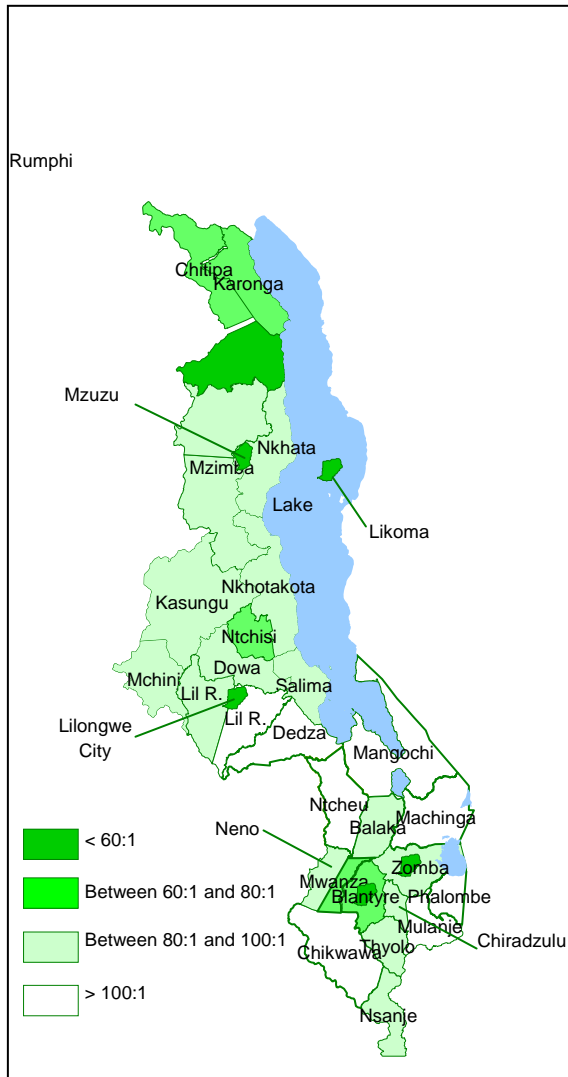 Rumphi
Chitipa
Karonga
Mzuzu
Nkhata
Mzimba
Lake
Likoma
Nkhotakota
Kasungu
Ntchisi
Dowa
Mchini
Salima
Lil R.
Lil R.
Lilongwe
City
Dedza
Mangochi
Ntcheu
Machinga
Neno
Balaka
< 60:1
Zomba
Mwanza
Between 60:1 and 80:1
Blantyre
Phalombe
Mulanje
Between 80:1 and 100:1
Chiradzulu
Chikwawa
Thyolo
> 100:1
Nsanje